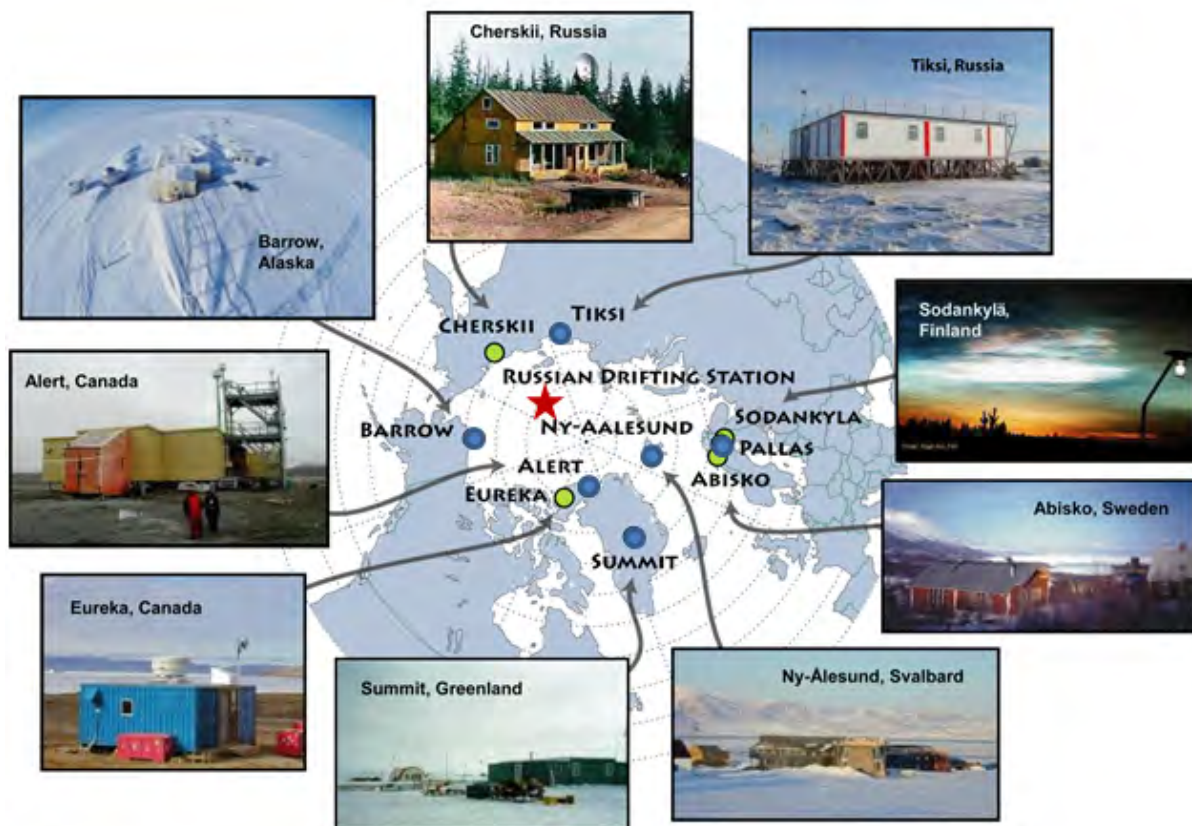 Cherskii, Russia
Tiksi, Russia
Barrow,
Alaska
Sodankylä,
Finland
Alert, Canada
Abisko, Sweden
Eureka, Canada
Summit, Greenland
Ny-Ålesund, Svalbard
TIKSI
CHERSKII
RUSSIAN DRIFTING STATION
SODANKYLA
BARROW
NY-AALESUND
PALLAS
ALERT
ABISKO
EUREKA
SUMMIT